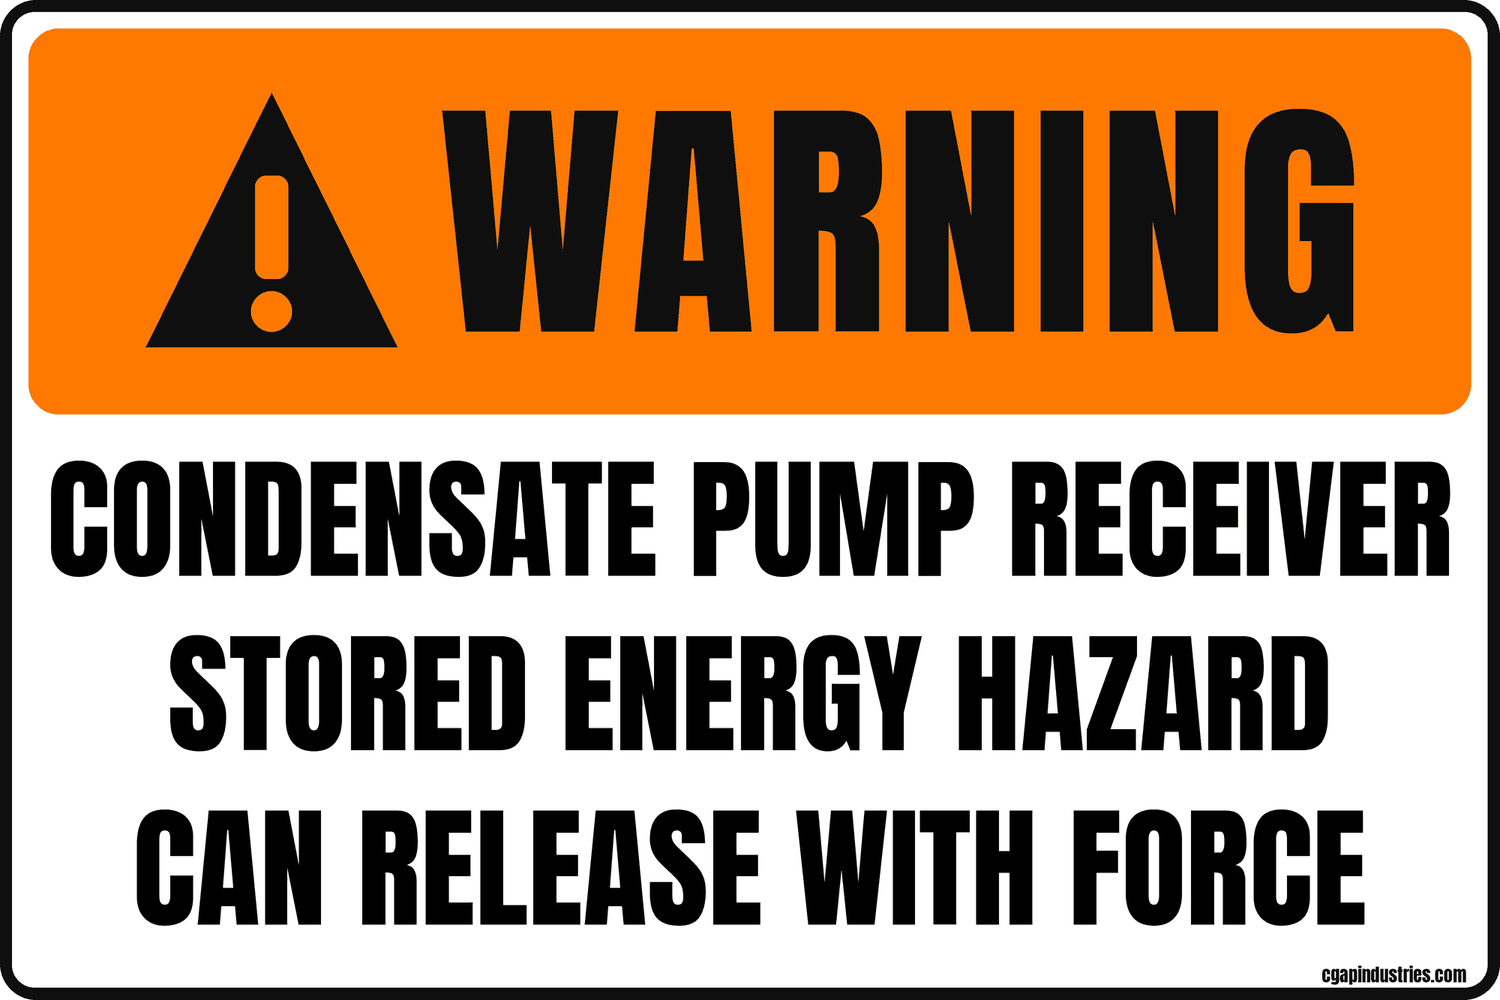 WARNING
CONDENSATE PUMP RECEIVER
STORED ENERGY HAZARD
CAN RELEASE WITH FORCE
cgapindustries.com